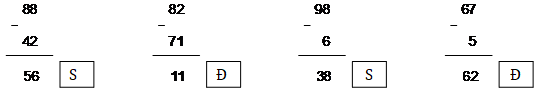 88 82 98 67
- - - -
42 71 6 5
56 S 11 Đ 38 S 62 Đ